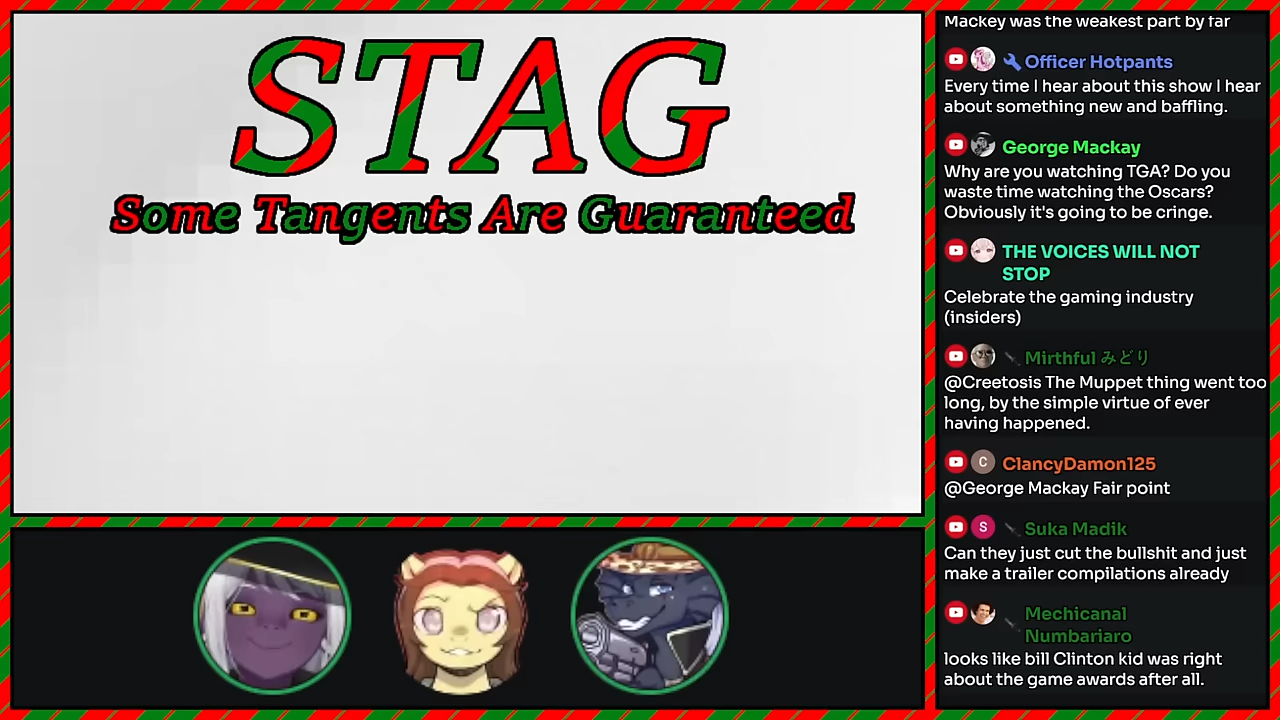 STAG
Some Tangents Are Guaranteed
Mackey was the weakest part by far
Officer Hotpants
Every time I hear about this show I hear
about something new and baffling.
George Mackay
Why are you watching TGA? Do you
waste time watching the Oscars?
Obviously it's going to be cringe.
THE VOICES WILL NOT
STOP
Celebrate the gaming industry
(insiders)
Mirthful みどり
@Creetosis The Muppet thing went too
long, by the simple virtue of ever
having happened.
C
ClancyDamon125
@George Mackay Fair point
S
Suka Madik
Can they just cut the bullshit and just
make a trailer compilations already
Mechicanal
Numbariaro
looks like bill Clinton kid was right
about the game awards after all.